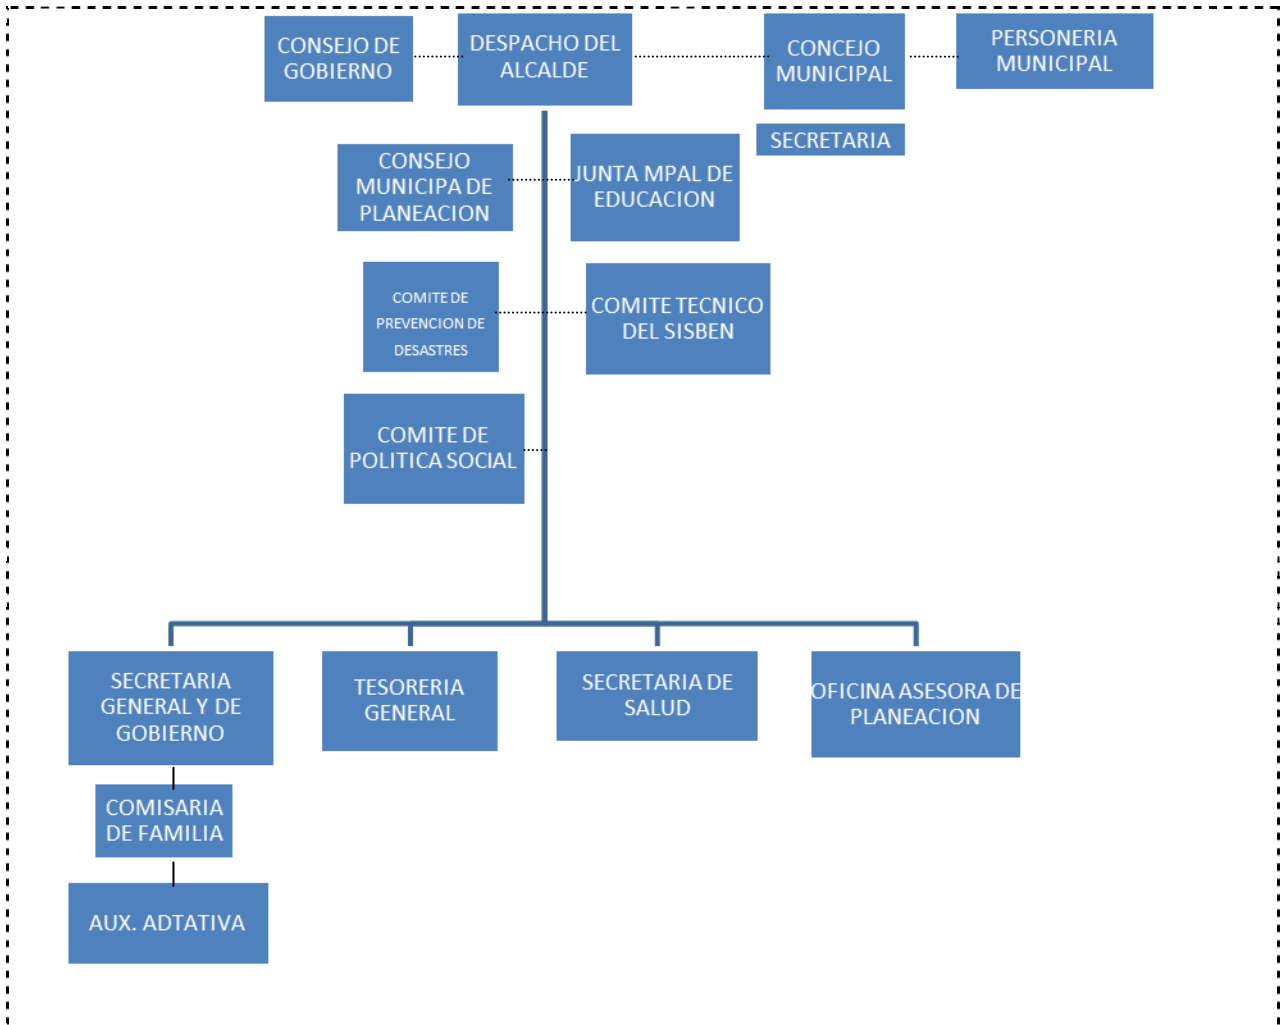 CONSEJO DE
GOBIERNO
DESPACHO DEL
ALCALDE
CONCEJO
MUNICIPAL
PERSONERIA
MUNICIPAL
SECRETARIA
CONSEJO
MUNICIPA DE
PLANEACION
JUNTA MPAL DE
EDUCACION
COMITE DE
PREVENCION DE
DESASTRES
COMITE TECNICO
DEL SISBEN
COMITE DE
POLITICA SOCIAL
SECRETARIA
GENERAL Y DE
GOBIERNO
TESORERIA
GENERAL
SECRETARIA DE
SALUD
OFICINA ASESORA DE
PLANEACION
COMISARIA
DE FAMILIA
AUX. ADTATIVA